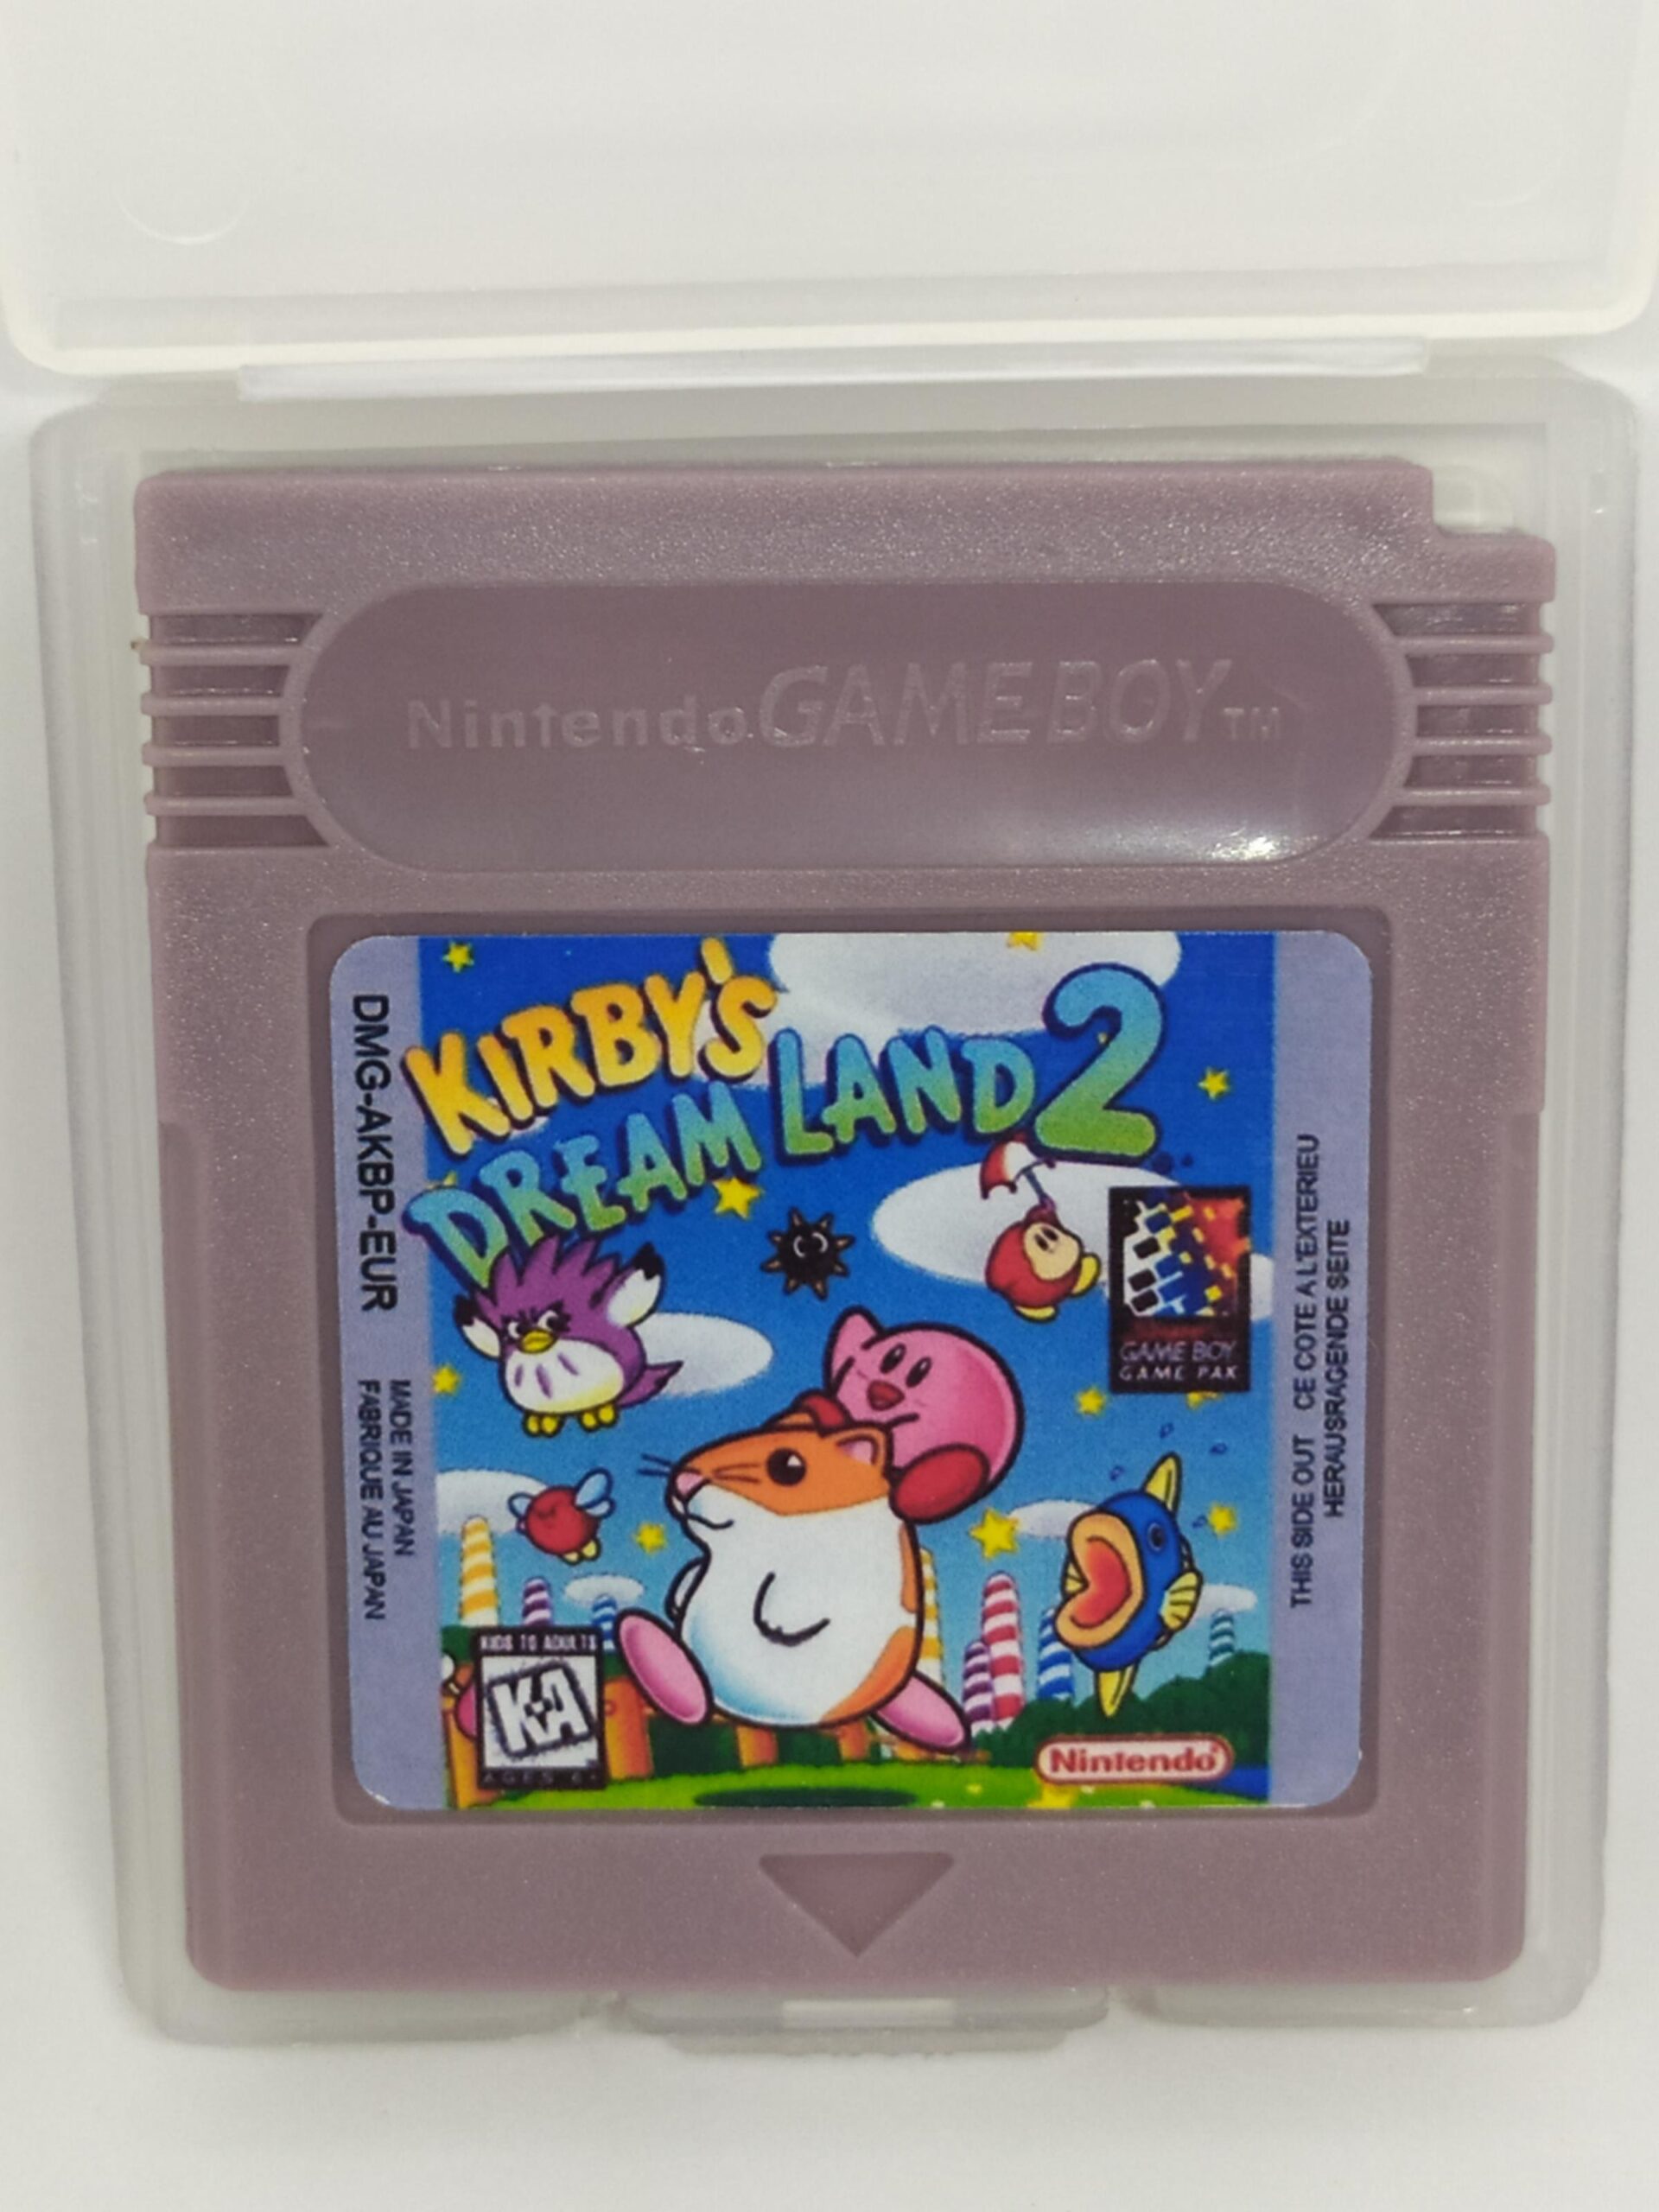 Nintendo GAME BOY TM
KIRBY'S
DREAM LAND 2
DMG-AKBP-EUR
MADE IN JAPAN
FABRIQUE AU JAPAN
GAME BOY
GAME PAK
THIS SIDE OUT CE COTE A L'EXTERIEU
HERAUSRAGENDE SEITE
KIDS TO ADULTS
K-A
AGES 6+
Nintendo